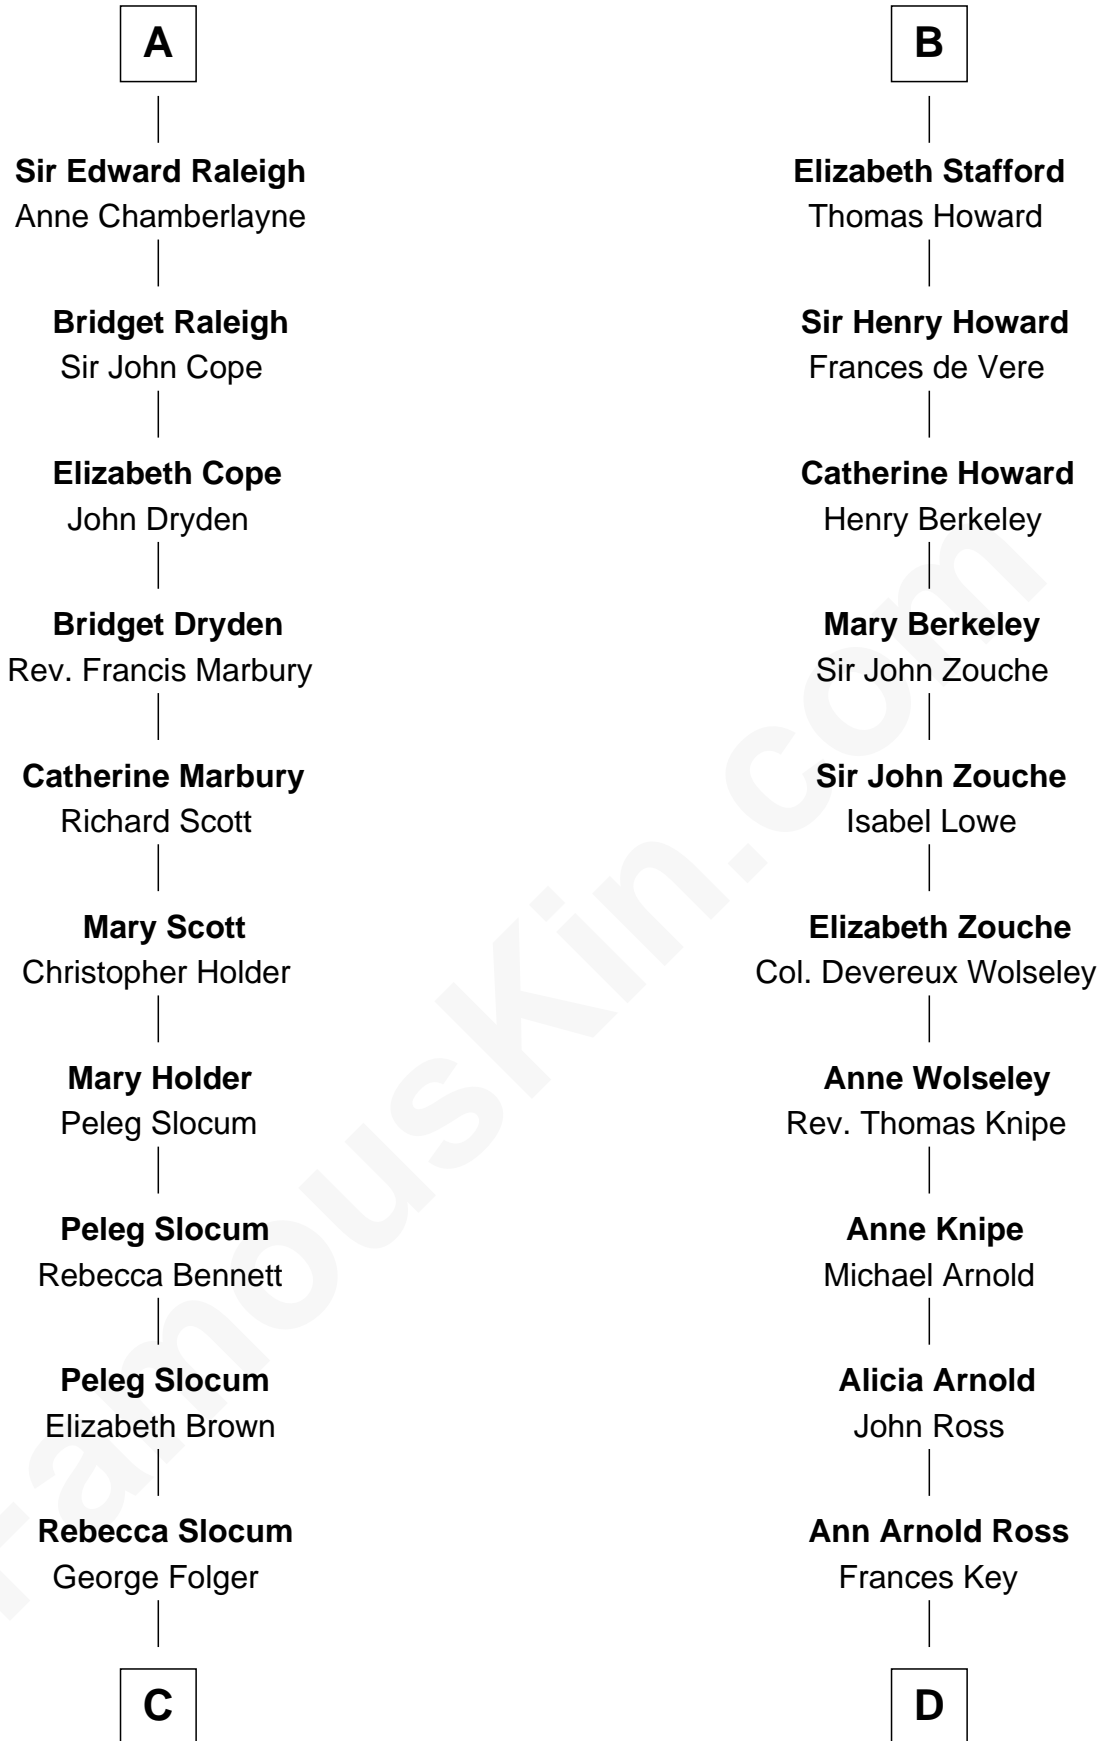 A
Sir Edward Raleigh
Anne Chamberlayne
Bridget Raleigh
Sir John Cope
Elizabeth Cope
John Dryden
Bridget Dryden
Rev. Francis Marbury
Catherine Marbury
Richard Scott
Mary Scott
Christopher Holder
Mary Holder
Peleg Slocum
Peleg Slocum
Rebecca Bennett
Peleg Slocum
Elizabeth Brown
Rebecca Slocum
George Folger
C
B
Elizabeth Stafford
Thomas Howard
Sir Henry Howard
Frances de Vere
Catherine Howard
Henry Berkeley
Mary Berkeley
Sir John Zouche
Sir John Zouche
Isabel Lowe
Elizabeth Zouche
Col. Devereux Wolseley
Anne Wolseley
Rev. Thomas Knipe
Anne Knipe
Michael Arnold
Alicia Arnold
John Ross
Ann Arnold Ross
Frances Key
D
FamousKin.com